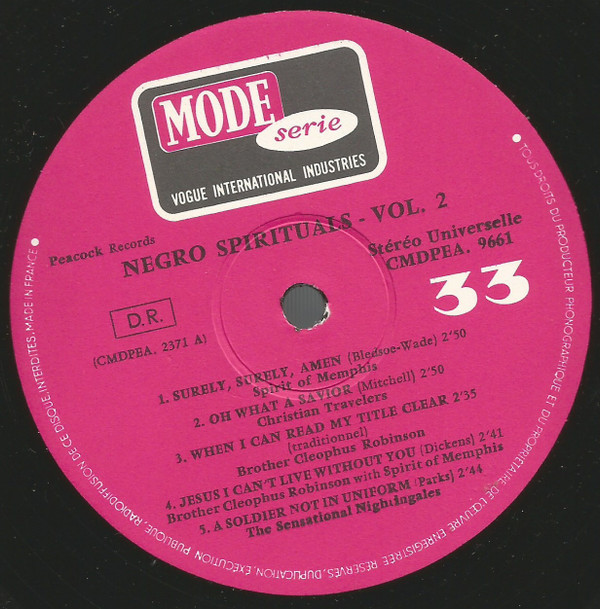 MODE
serie
VOGUE INTERNATIONAL INDUSTRIES
Peacock Records
NEGRO SPIRITUALS - VOL. 2
Stéréo Universelle
CMDPEA. 9661
33
D.R.
(CMDPEA. 2371 A)
1. SURELY, SURELY, AMEN (Bledsoe-Wade) 2'50
Spirit of Memphis
2. OH WHAT A SAVIOR (Mitchell) 2'50
Christian Travelers
3. WHEN I CAN READ MY TITLE CLEAR 2'35
(traditionnel)
Brother Cleophus Robinson
4. JESUS I CAN'T LIVE WITHOUT YOU (Dickens) 2'41
Brother Cleophus Robinson with Spirit of Memphis
5. A SOLDIER NOT IN UNIFORM (Parks) 2'44
The Sensational Nightingales
• TOUS DROITS DU PRODUCTEUR PHONOGRAPHIQUE ET DU PROPRIÉTAIRE DE L'ŒUVRE ENREGISTRÉE RÉSERVÉS, DUPLICATION, EXÉCUTION PUBLIQUE, RADIODIFFUSION DE CE DISQUE INTERDITES. MADE IN FRANCE •